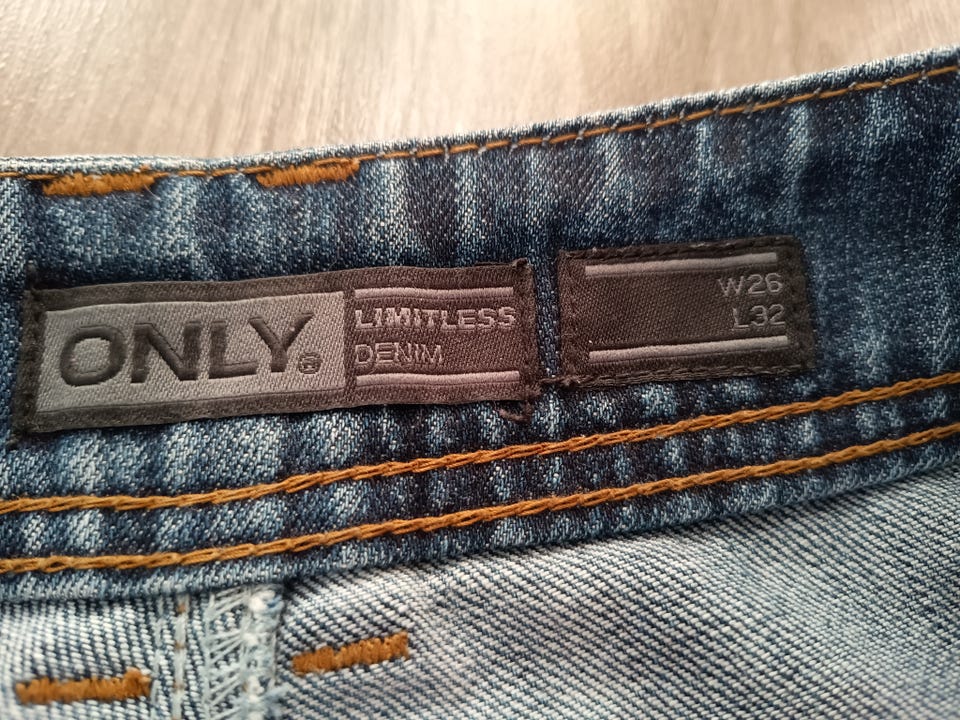 ONLY®
LIMITLESS
DENIM
W26
L32